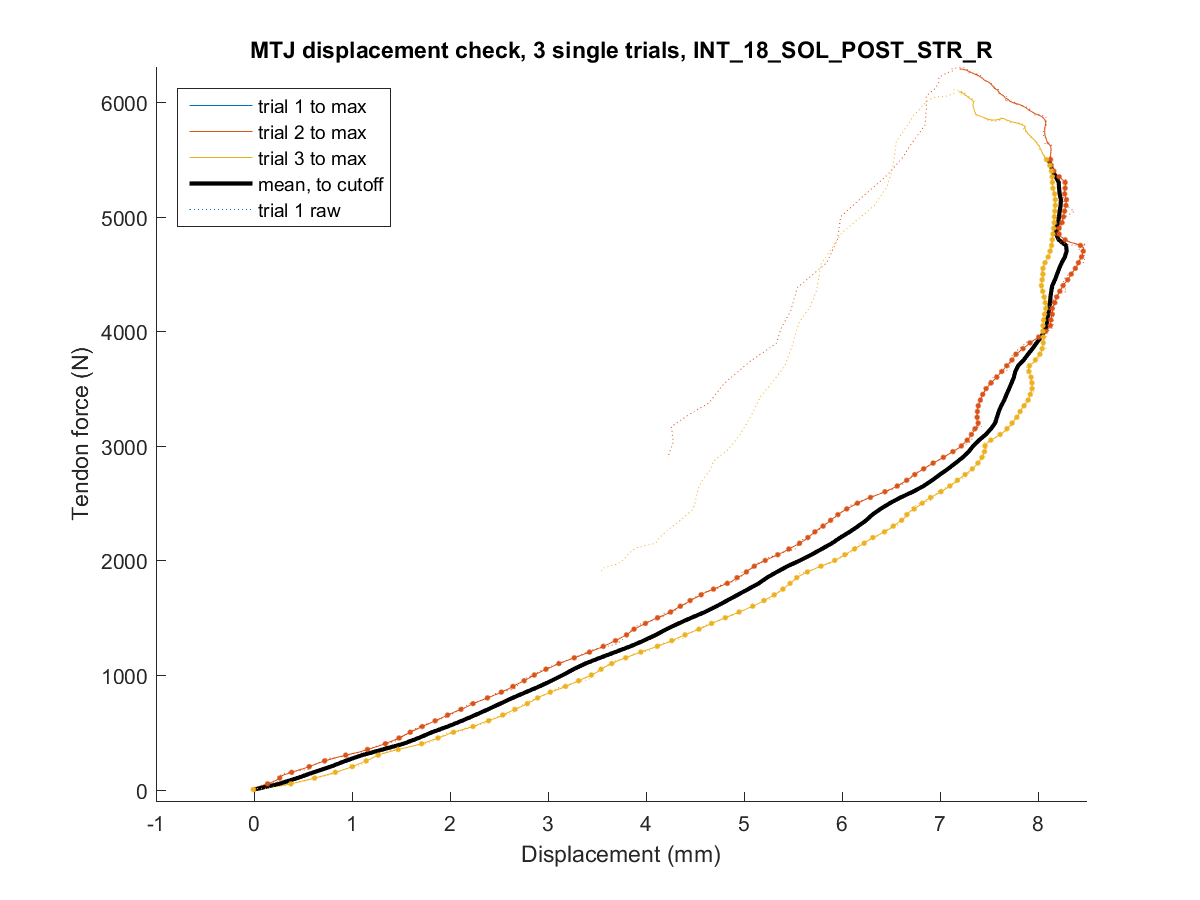 MTJ displacement check, 3 single trials, INT_18_SOL_POST_STR_R
trial 1 to max
trial 2 to max
trial 3 to max
mean, to cutoff
trial 1 raw
6000
5000
4000
3000
2000
1000
0
Tendon force (N)
-1 0 1 2 3 4 5 6 7 8
Displacement (mm)